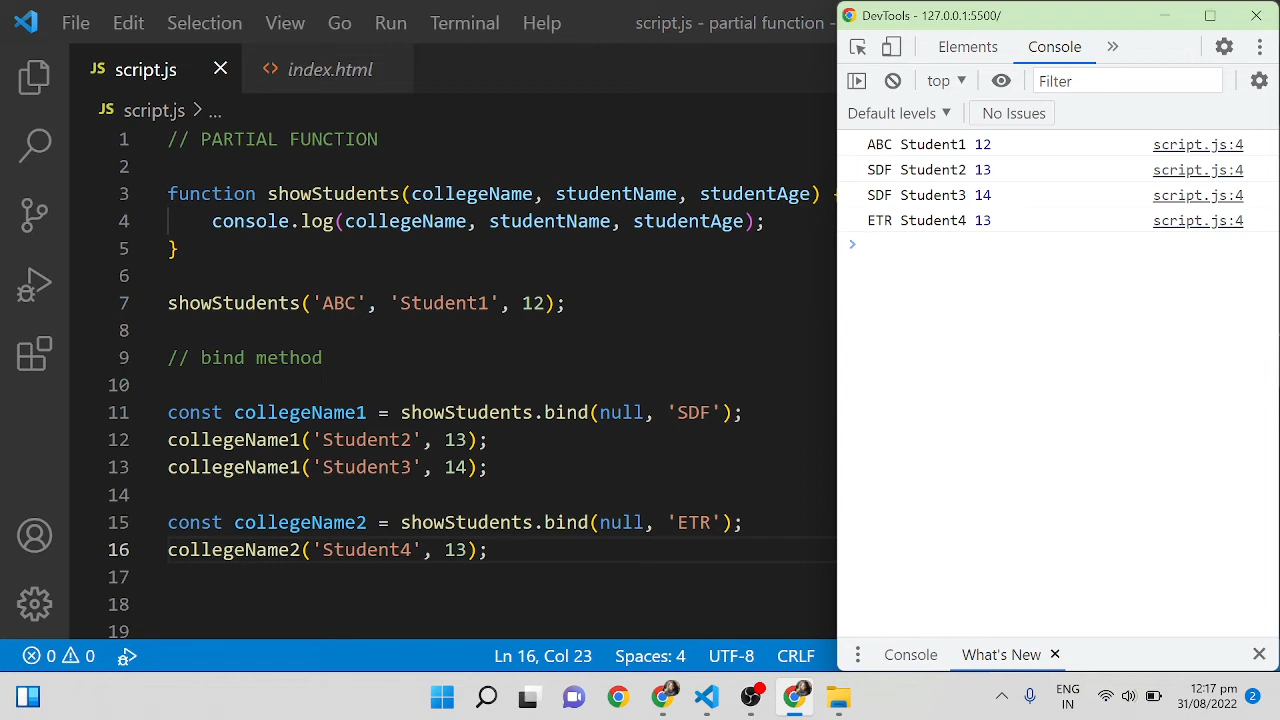 File Edit Selection View Go Run Terminal Help script.js - partial function -
JS script.js
<> index.html
JS script.js > ...
1 // PARTIAL FUNCTION
2
3 function showStudents(collegeName, studentName, studentAge) {
4 console.log(collegeName, studentName, studentAge);
5 }
6
7 showStudents('ABC', 'Student1', 12);
8
9 // bind method
10
11 const collegeName1 = showStudents.bind(null, 'SDF');
12 collegeName1('Student2', 13);
13 collegeName1('Student3', 14);
14
15 const collegeName2 = showStudents.bind(null, 'ETR');
16 collegeName2('Student4', 13);
17
18
19
0 0 Ln 16, Col 23 Spaces: 4 UTF-8 CRLF
DevTools - 127.0.0.1:5500/
Elements Console »
top Filter
Default levels No Issues
ABC Student1 12 script.js:4
SDF Student2 13 script.js:4
SDF Student3 14 script.js:4
ETR Student4 13 script.js:4
>
Console What's New
ENG 12:17 pm
IN 31/08/2022 2